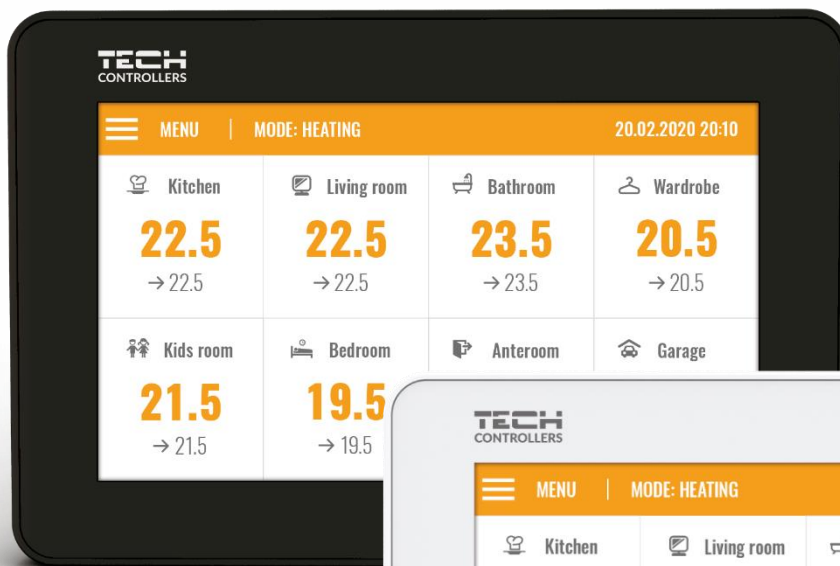 TECH
CONTROLLERS
MENU | MODE: HEATING 20.02.2020 20:10
Kitchen Living room Bathroom Wardrobe
22.5 22.5 23.5 20.5
→ 22.5 → 22.5 → 23.5 → 20.5
Kids room Bedroom Anteroom Garage
21.5 19.5
→ 21.5 → 19.5
TECH
CONTROLLERS
MENU | MODE: HEATING
Kitchen Living room